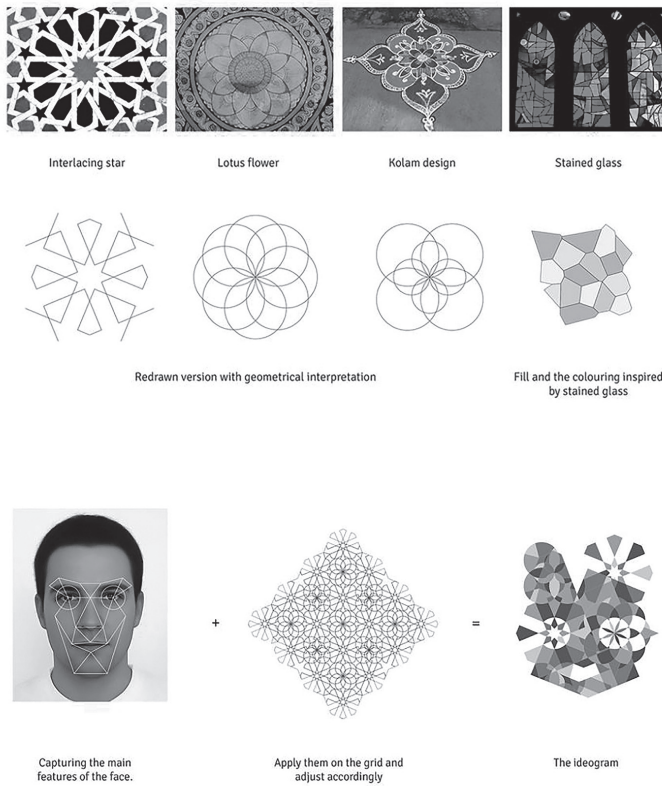 Interlacing star
Lotus flower
Kolam design
Stained glass
Redrawn version with geometrical interpretation
Fill and the colouring inspired
by stained glass
+
=
Capturing the main
features of the face.
Apply them on the grid and
adjust accordingly
The ideogram